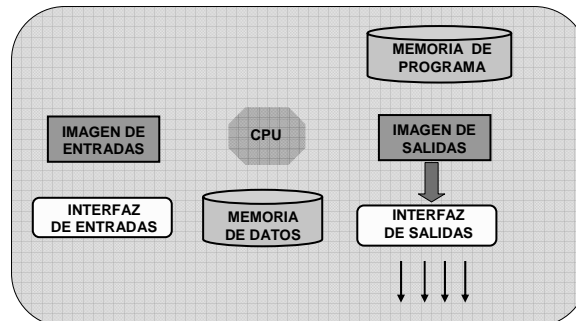 MEMORIA DE
PROGRAMA
IMAGEN DE
ENTRADAS
CPU
IMAGEN DE
SALIDAS
INTERFAZ
DE ENTRADAS
MEMORIA
DE DATOS
INTERFAZ
DE SALIDAS